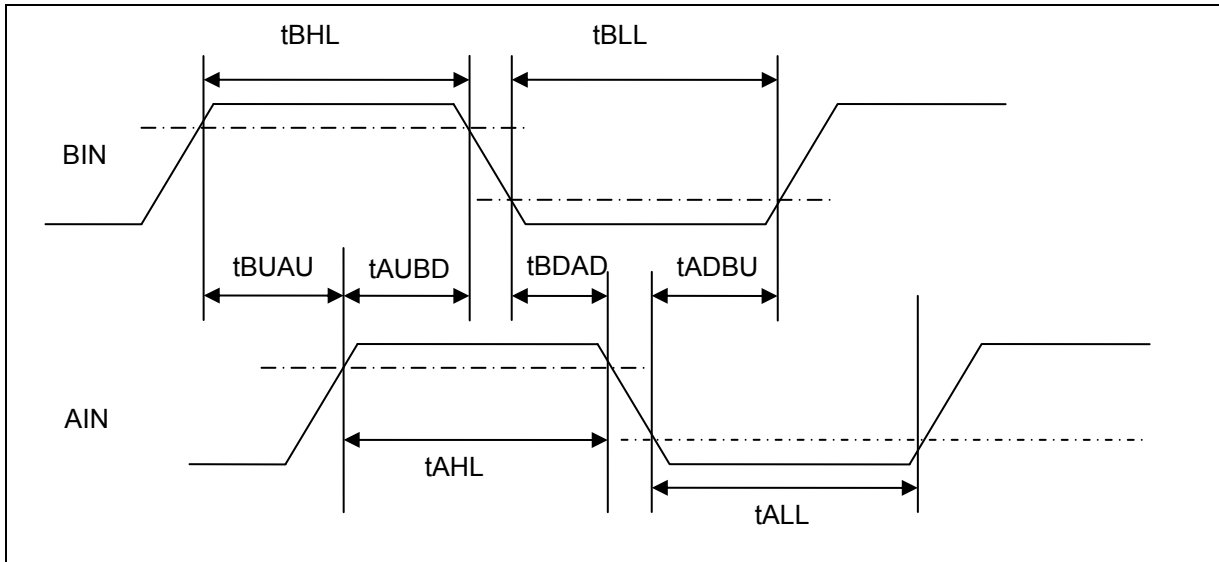 tBHL tBLL
BIN
tBUAU tAUBD tBDAD tADBU
AIN
tAHL
tALL